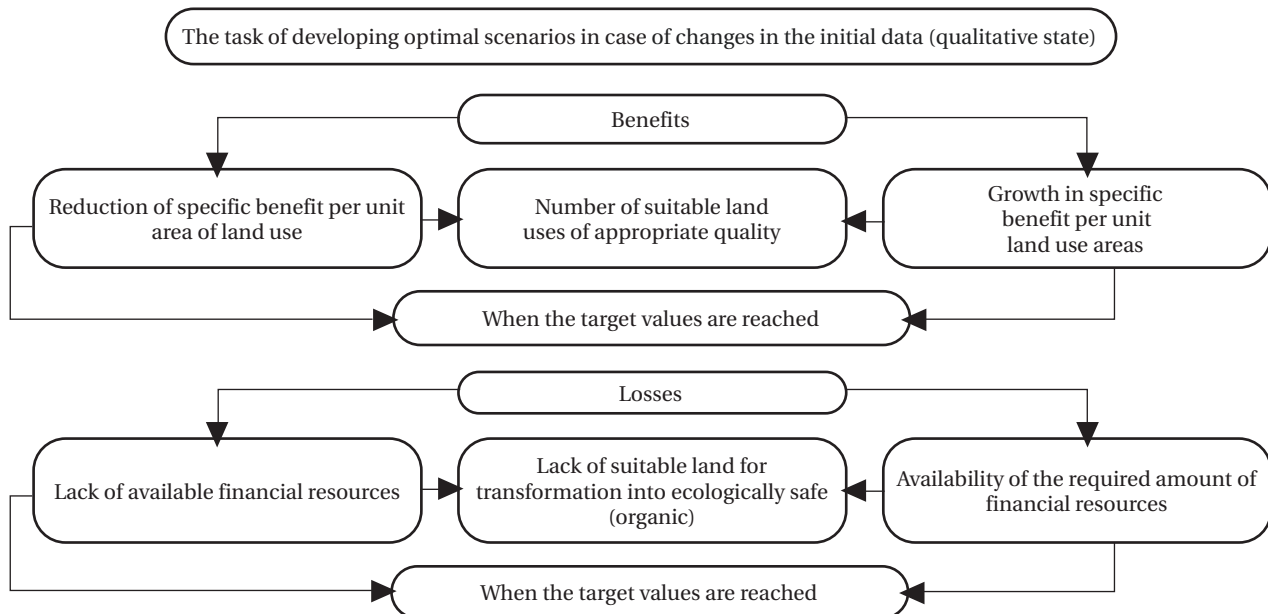 The task of developing optimal scenarios in case of changes in the initial data (qualitative state)
Benefits
Reduction of specific benefit per unit
area of land use
Number of suitable land
uses of appropriate quality
Growth in specific
benefit per unit
land use areas
When the target values are reached
Losses
Lack of available financial resources
Lack of suitable land for
transformation into ecologically safe
(organic)
Availability of the required amount of
financial resources
When the target values are reached